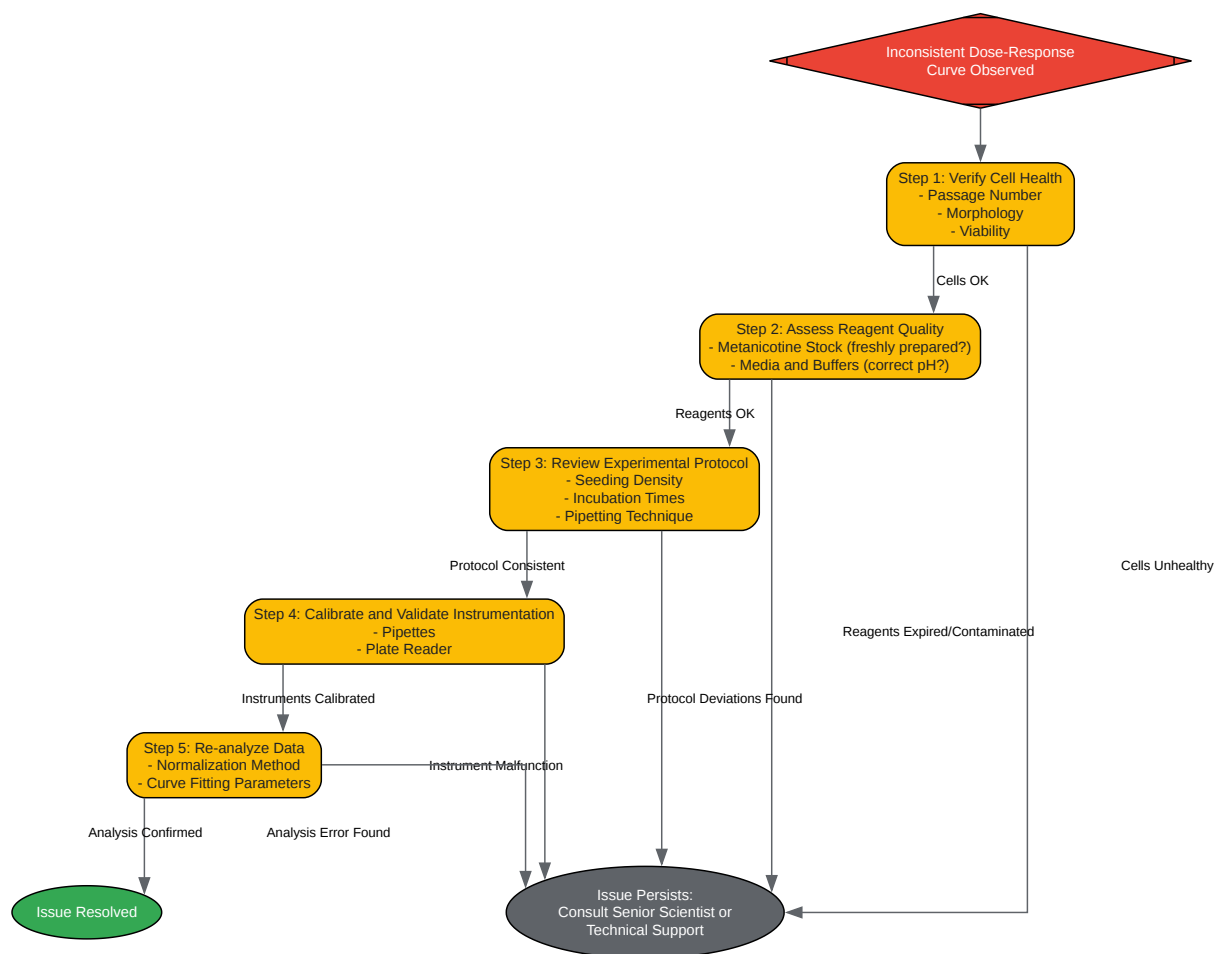 Inconsistent Dose-Response
Curve Observed
Step 1: Verify Cell Health
- Passage Number
- Morphology
- Viability
Cells OK
Step 2: Assess Reagent Quality
- Metanicotine Stock (freshly prepared?)
- Media and Buffers (correct pH?)
Reagents OK
Step 3: Review Experimental Protocol
- Seeding Density
- Incubation Times
- Pipetting Technique
Protocol Consistent
Cells Unhealthy
Step 4: Calibrate and Validate Instrumentation
- Pipettes
- Plate Reader
Reagents Expired/Contaminated
Instruments Calibrated
Protocol Deviations Found
Step 5: Re-analyze Data
- Normalization Method
- Curve Fitting Parameters
Instrument Malfunction
Analysis Confirmed
Analysis Error Found
Issue Resolved
Issue Persists:
Consult Senior Scientist or
Technical Support